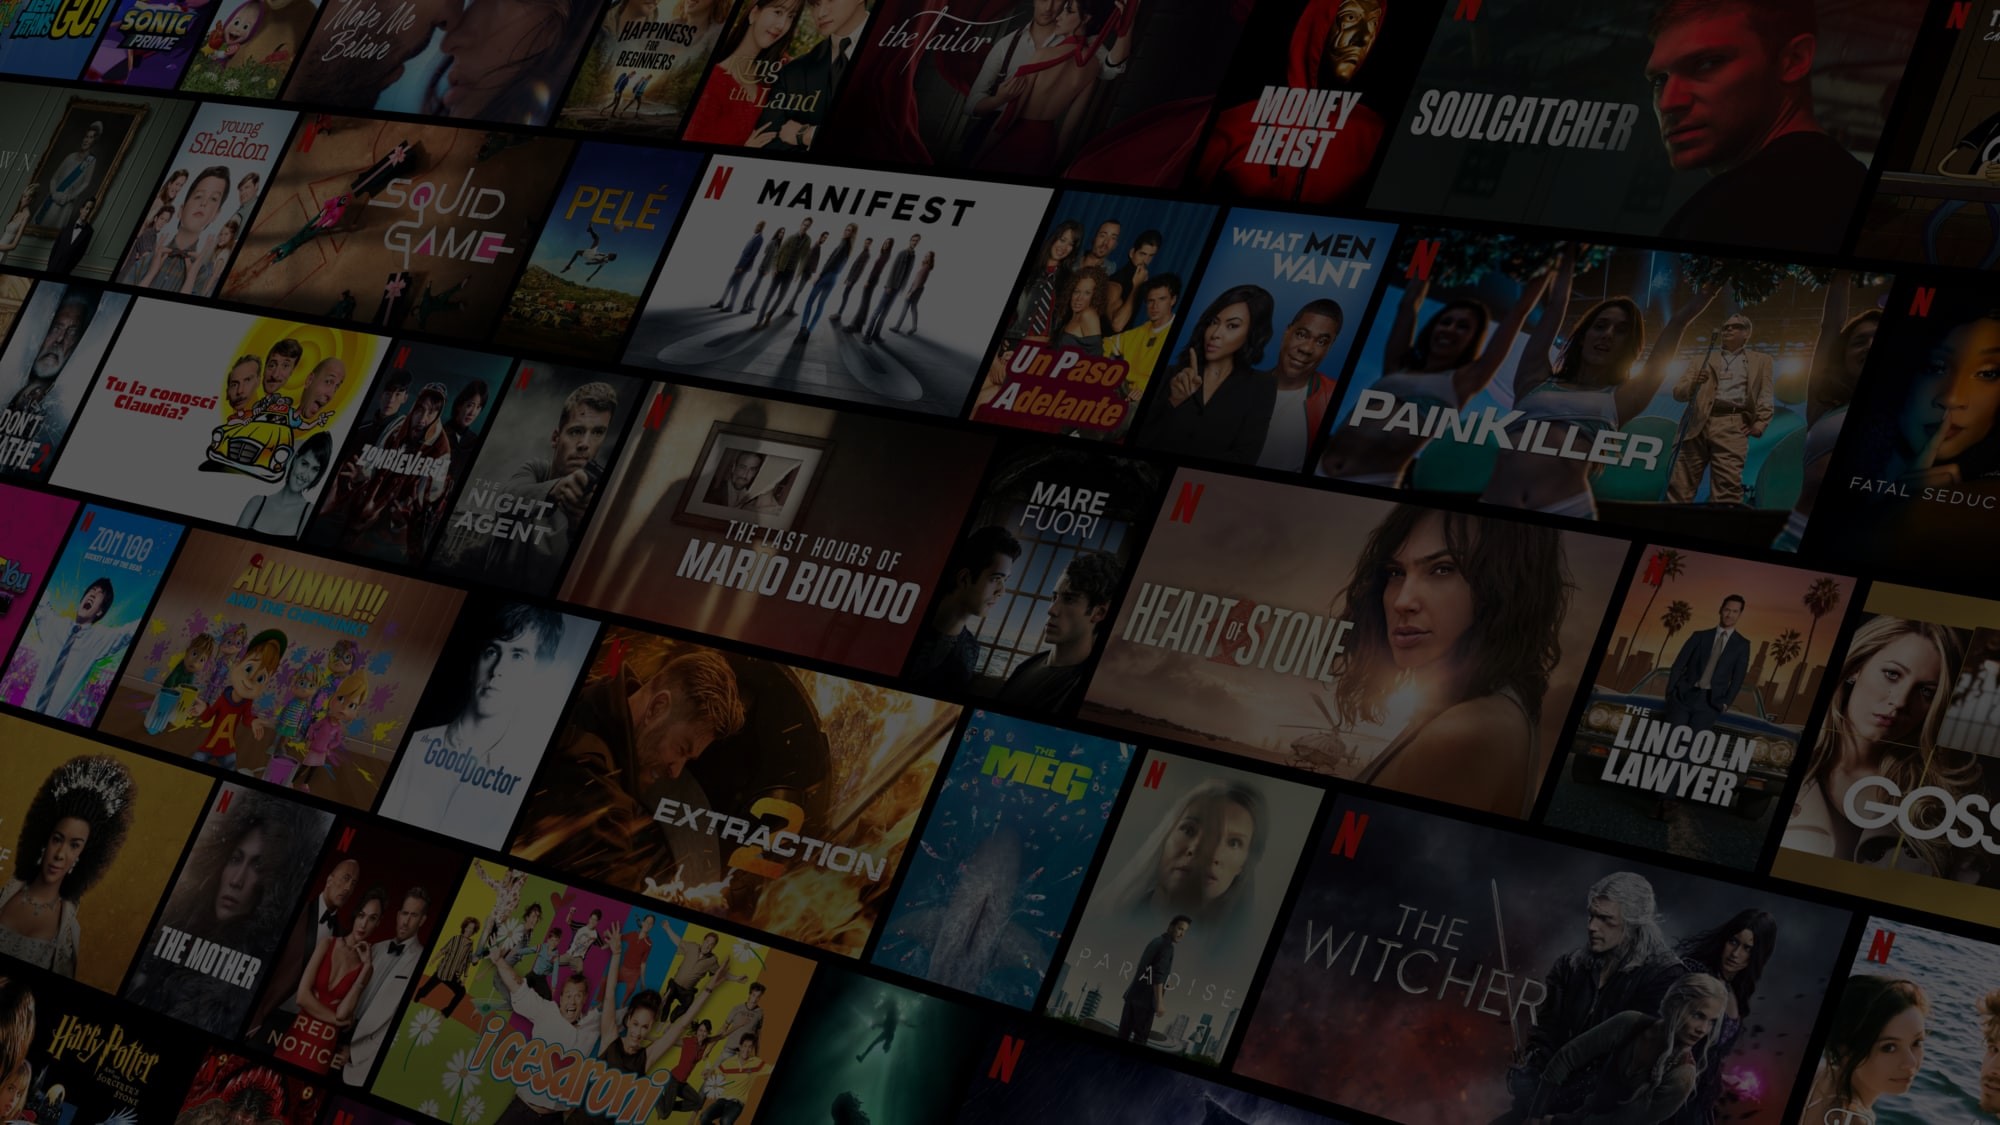 TEEN
TITANS GO!
SONIC
PRIME
Make Me
Believe
HAPPINESS
FOR
BEGINNERS
King
the Land
the Tailor
MONEY
HEIST
SOULCATCHER
WN
young
Sheldon
SQUID
GAME
PELÉ
MANIFEST
UN PASO
ADELANTE
WHAT MEN
WANT
PAINKILLER
FATAL SEDUC
DON'T
ATHE 2
Tu la conosci
Claudia?
ZOMBIEVERSE
THE
NIGHT
AGENT
THE LAST HOURS OF
MARIO BIONDO
MARE
FUORI
HEART OF STONE
THE
LINCOLN
LAWYER
GOSS
YOU
ZOM 100
BUCKET LIST OF THE DEAD
ALVINNN!!!
AND THE CHIPMUNKS
the
Good Doctor
EXTRACTION
2
THE
MEG
PARADISE
THE
WITCHER
THE MOTHER
RED
NOTICE
i cesaroni
Harry Potter
AND THE
SORCERER'S
STONE